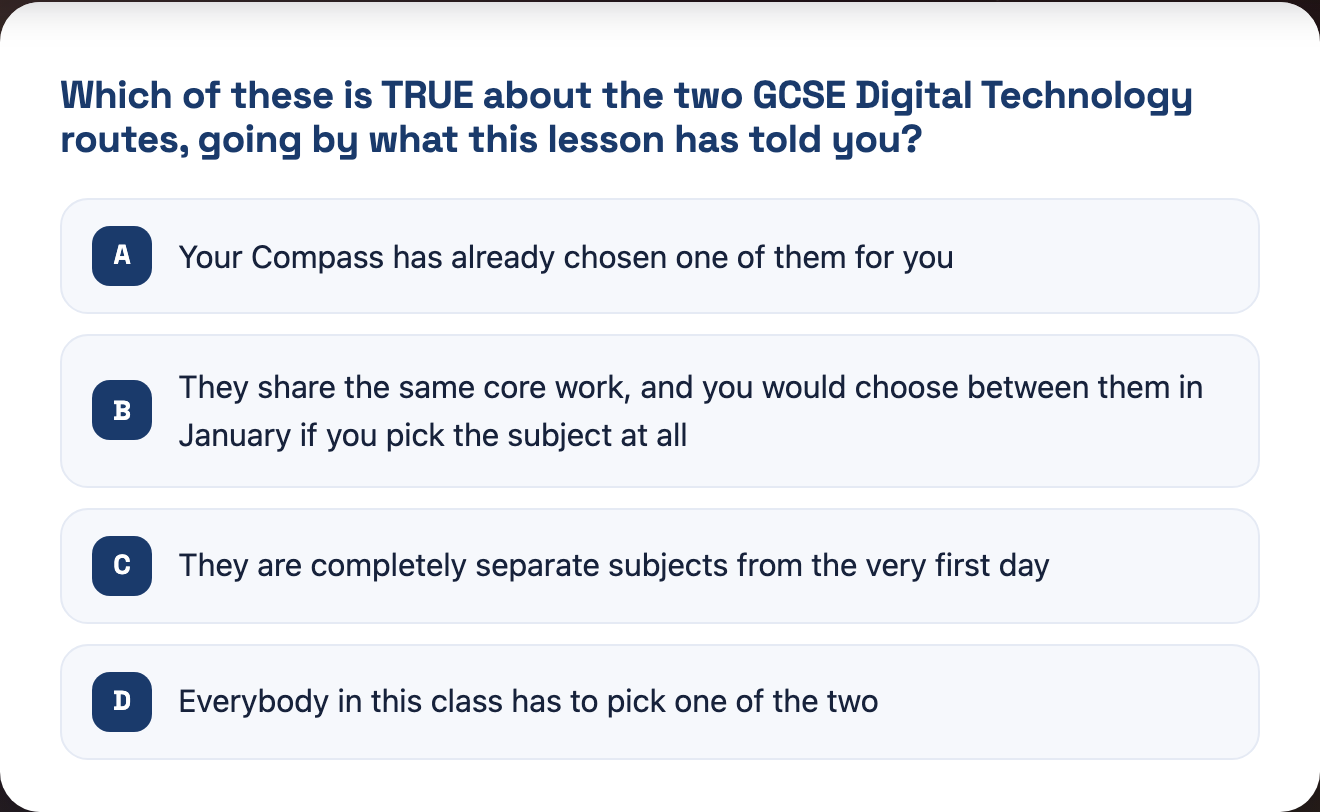 Which of these is TRUE about the two GCSE Digital Technology
routes, going by what this lesson has told you?
A
Your Compass has already chosen one of them for you
B
They share the same core work, and you would choose between them in
January if you pick the subject at all
C
They are completely separate subjects from the very first day
D
Everybody in this class has to pick one of the two